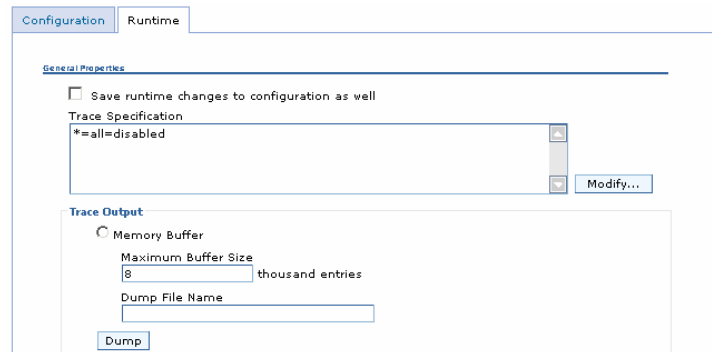 Configuration Runtime
General Properties
Save runtime changes to configuration as well
Trace Specification
*=all=disabled
Modify...
Trace Output
Memory Buffer
Maximum Buffer Size
8 thousand entries
Dump File Name
Dump